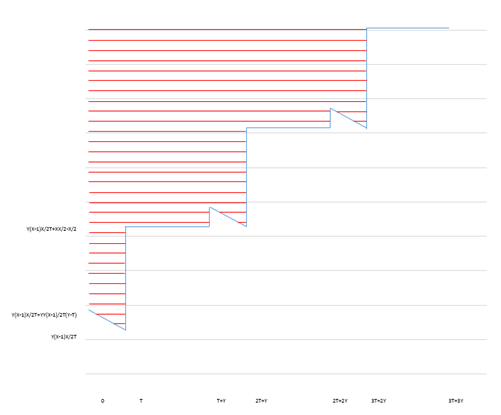 Y(X-1)X/2T+XX/2-X/2
Y(X-1)X/2T+YY(X-1)/2T(Y-T)
Y(X-1)X/2T
0 T T+Y 2T+Y 2T+2Y 3T+2Y 3T+3Y